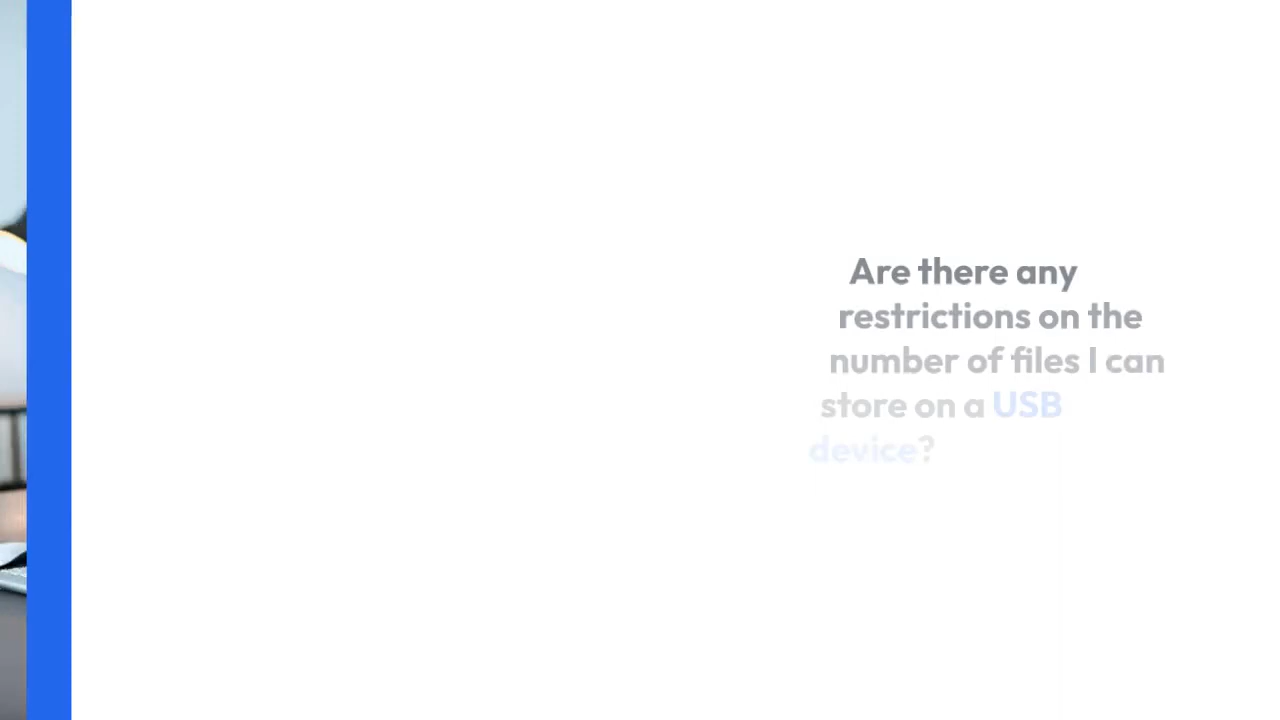 Are there any
restrictions on the
number of files I can
store on a USB
device?